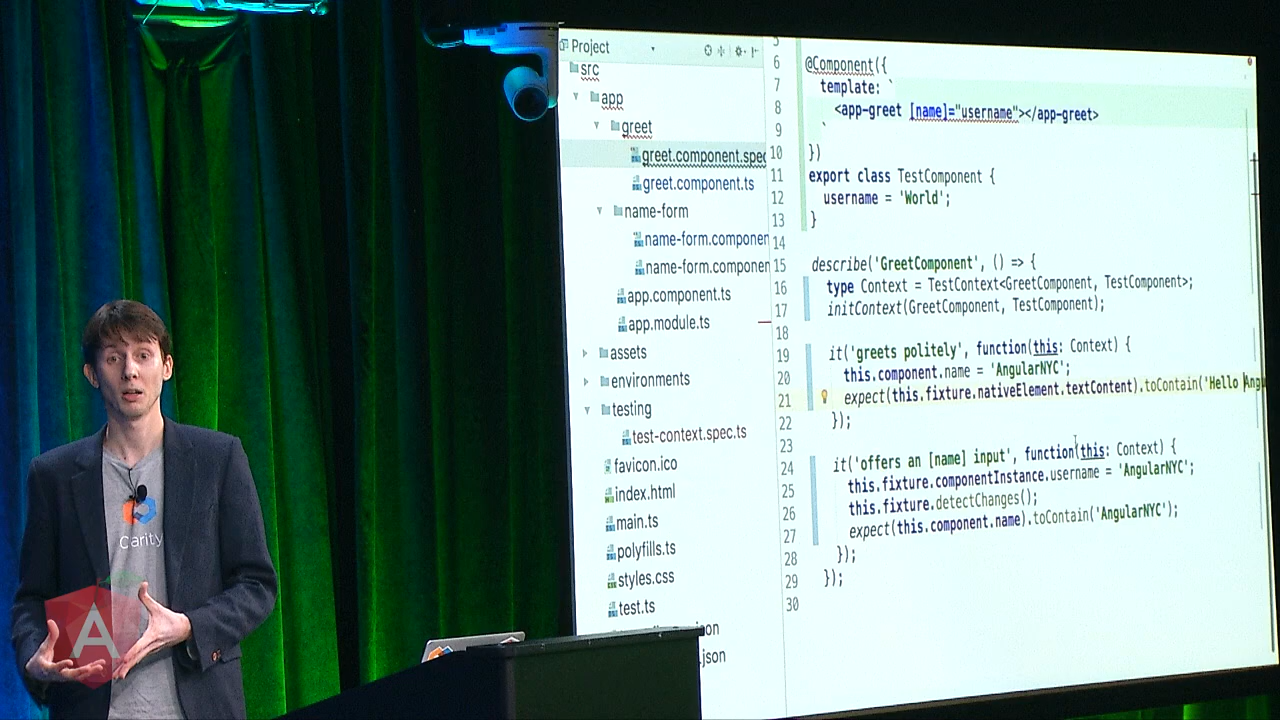 Project
src
app
greet
greet.component.spec
greet.component.ts
name-form
name-form.componen
name-form.componen
app.component.ts
app.module.ts
assets
environments
testing
test-context.spec.ts
favicon.ico
index.html
main.ts
polyfills.ts
styles.css
test.ts
json
.json
5
6 @Component({
7 template: `
8 <app-greet [name]="username"></app-greet>
9 `
10 })
11 export class TestComponent {
12 username = 'World';
13 }
14
15 describe('GreetComponent', () => {
16 type Context = TestContext<GreetComponent, TestComponent>;
17 initContext(GreetComponent, TestComponent);
18
19 it('greets politely', function(this: Context) {
20 this.component.name = 'AngularNYC';
21 expect(this.fixture.nativeElement.textContent).toContain('Hello Angu
22 });
23
24 it('offers an [name] input', function(this: Context) {
25 this.fixture.componentInstance.username = 'AngularNYC';
26 this.fixture.detectChanges();
27 expect(this.component.name).toContain('AngularNYC');
28 });
29 });
30
Clarity
A